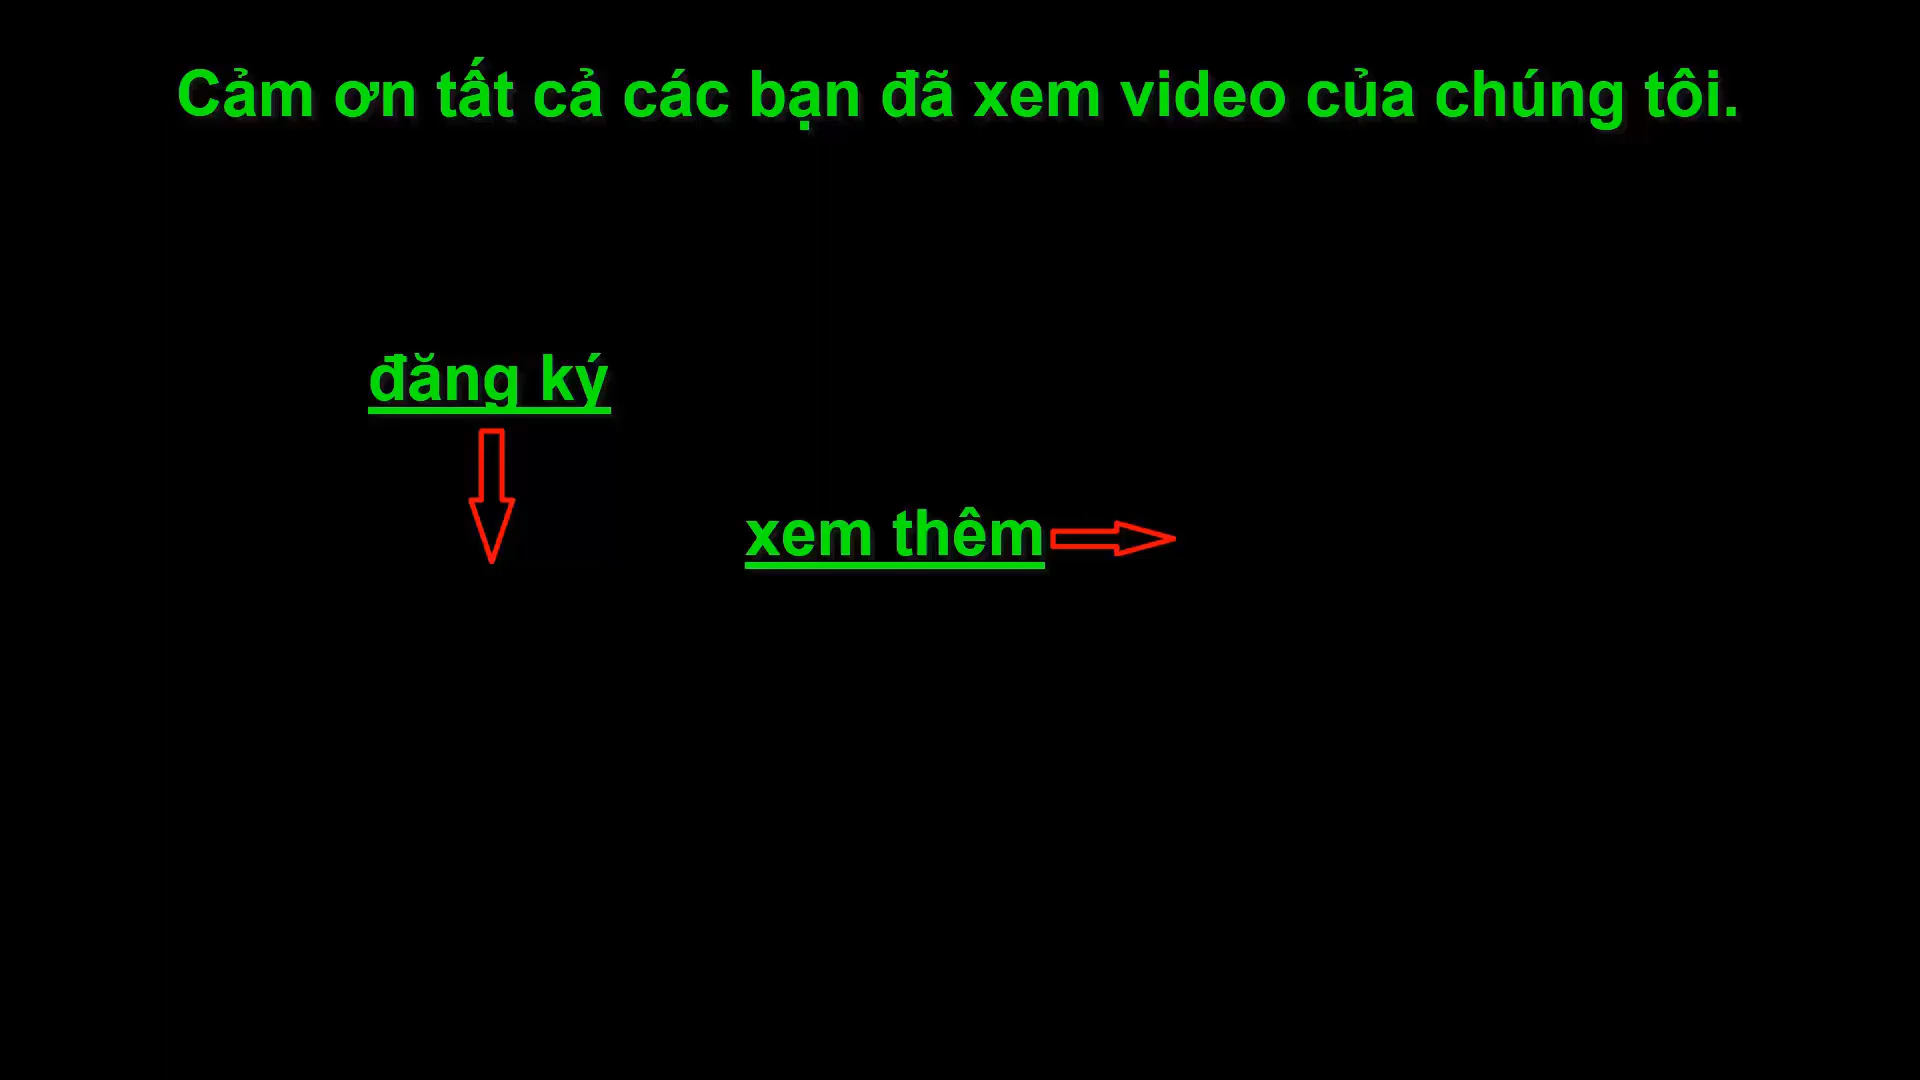 Cảm ơn tất cả các bạn đã xem video của chúng tôi.
đăng ký
xem thêm